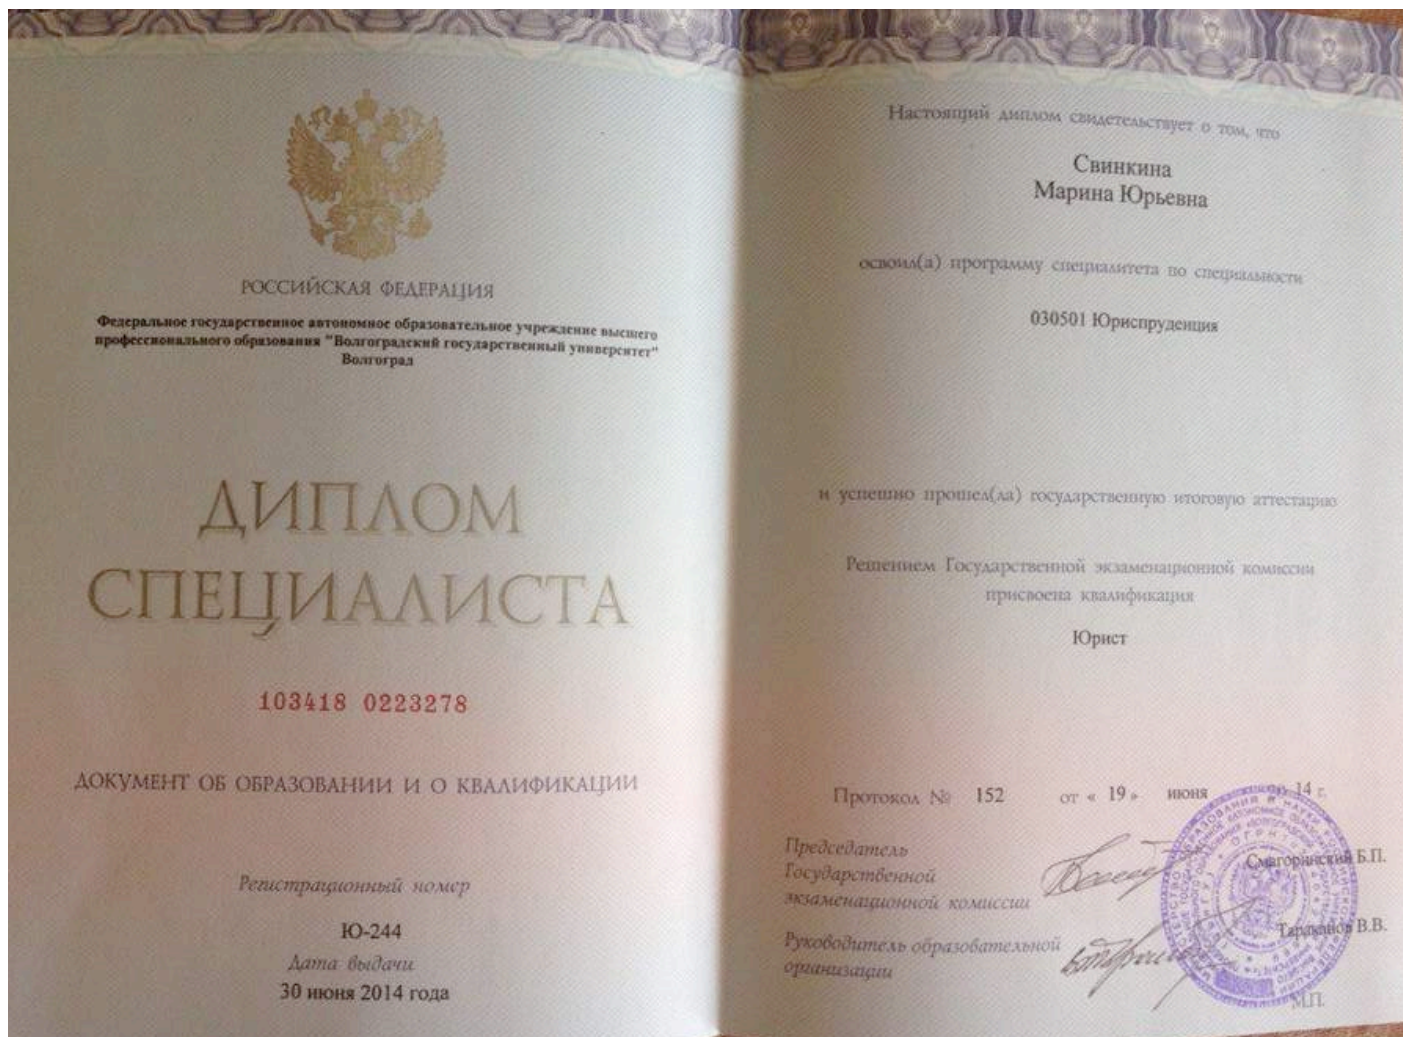 РОССИЙСКАЯ ФЕДЕРАЦИЯ
Федеральное государственное автономное образовательное учреждение высшего
профессионального образования "Волгоградский государственный университет"
Волгоград
ДИПЛОМ
СПЕЦИАЛИСТА
103418 0223278
ДОКУМЕНТ ОБ ОБРАЗОВАНИИ И О КВАЛИФИКАЦИИ
Регистрационный номер
Ю-244
Дата выдачи
30 июня 2014 года
Настоящий диплом свидетельствует о том, что
Свинкина
Марина Юрьевна
освоил(а) программу специалитета по специальности
030501 Юриспруденция
и успешно прошел(ла) государственную итоговую аттестацию
Решением Государственной экзаменационной комиссии
присвоена квалификация
Юрист
Протокол № 152 от « 19 » июня 14 г.
Председатель
Государственной
экзаменационной комиссии
Смагоринский Б.П.
Руководитель образовательной
организации
Тараканов В.В.
М.П.